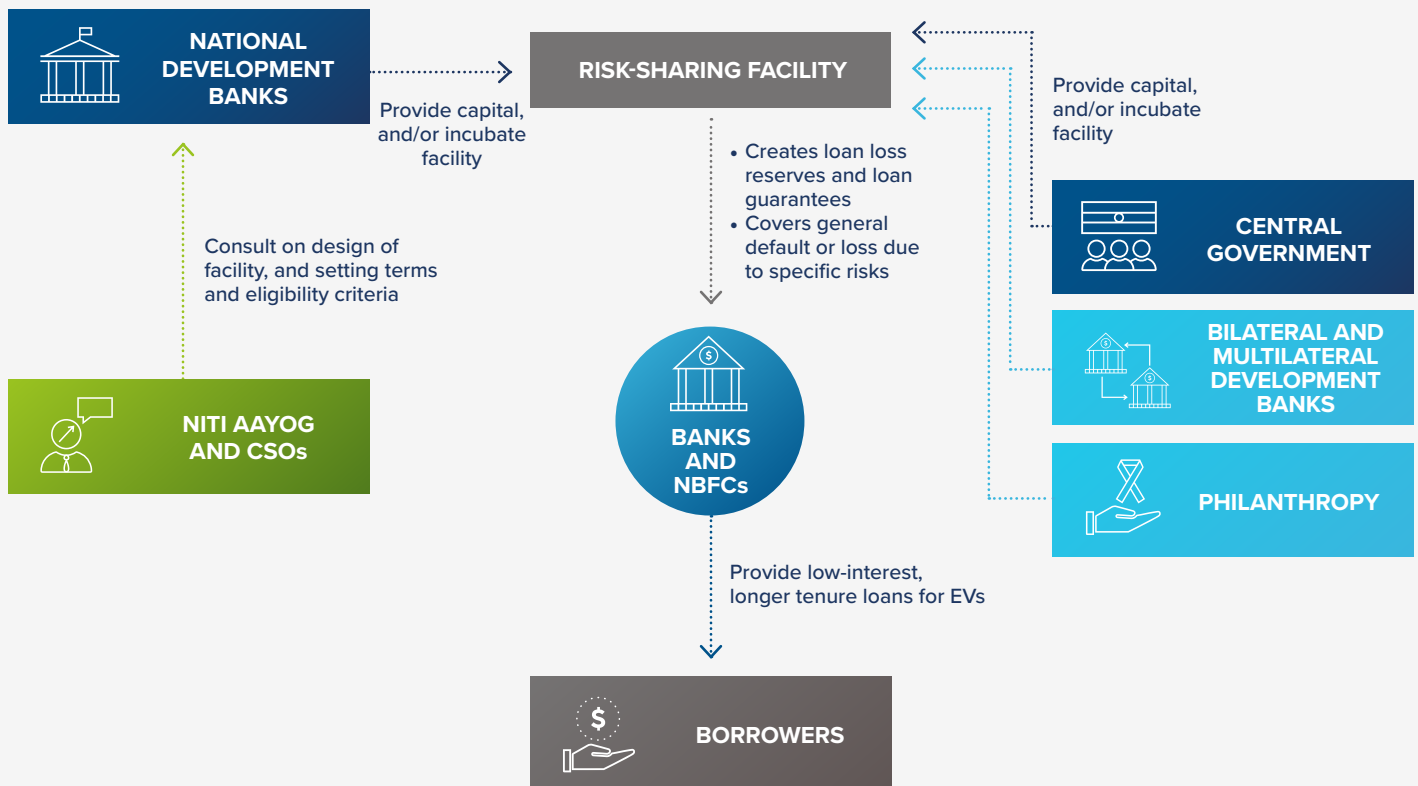 NATIONAL
DEVELOPMENT
BANKS
Provide capital,
and/or incubate
facility
RISK-SHARING FACILITY
Provide capital,
and/or incubate
facility
• Creates loan loss
reserves and loan
guarantees
• Covers general
default or loss due
to specific risks
CENTRAL
GOVERNMENT
Consult on design of
facility, and setting terms
and eligibility criteria
BILATERAL AND
MULTILATERAL
DEVELOPMENT
BANKS
$
$
$
NITI AAYOG
AND CSOs
BANKS
AND
NBFCs
PHILANTHROPY
Provide low-interest,
longer tenure loans for EVs
$
BORROWERS